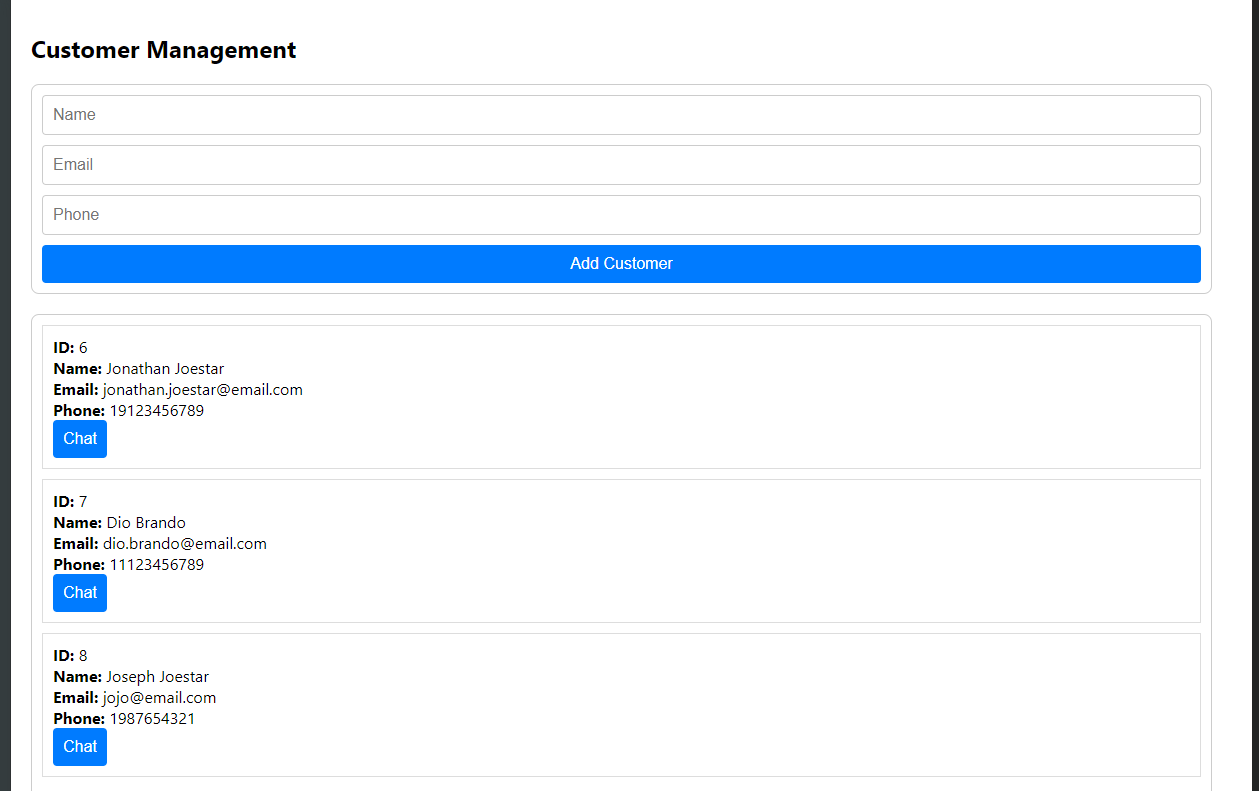 Customer Management
Name
Email
Phone
Add Customer
ID: 6
Name: Jonathan Joestar
Email: jonathan.joestar@email.com
Phone: 19123456789
Chat
ID: 7
Name: Dio Brando
Email: dio.brando@email.com
Phone: 11123456789
Chat
ID: 8
Name: Joseph Joestar
Email: jojo@email.com
Phone: 1987654321
Chat